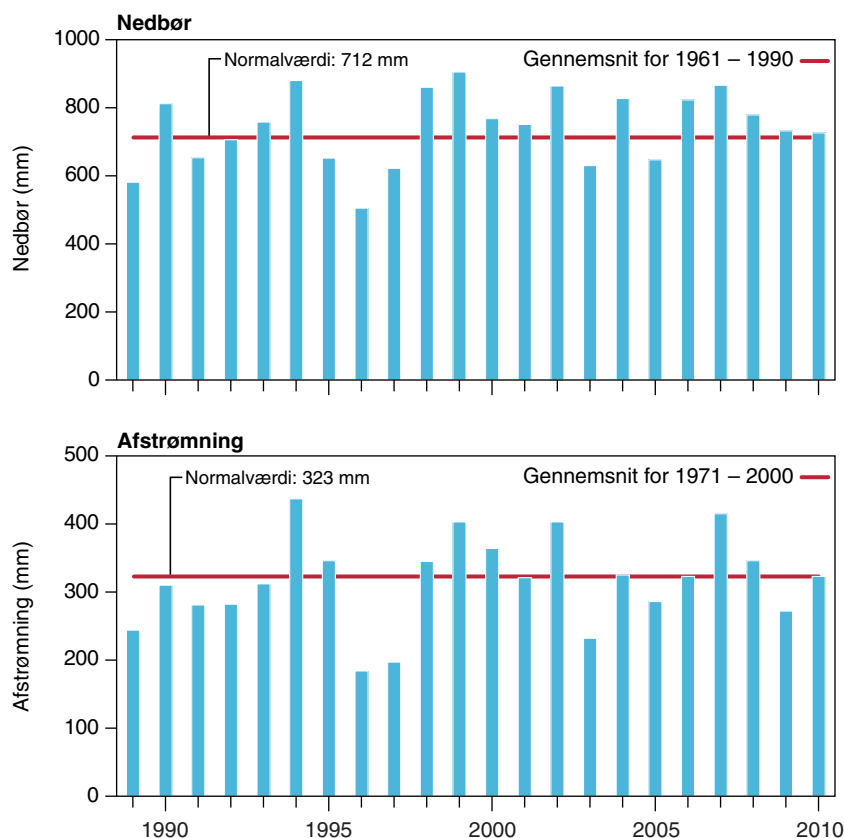 Nedbør
1000
800
600
400
200
0
Nedbør (mm)
Normalværdi: 712 mm
Gennemsnit for 1961 – 1990
Afstrømning
500
400
300
200
100
0
Afstrømning (mm)
Normalværdi: 323 mm
Gennemsnit for 1971 – 2000
1990 1995 2000 2005 2010